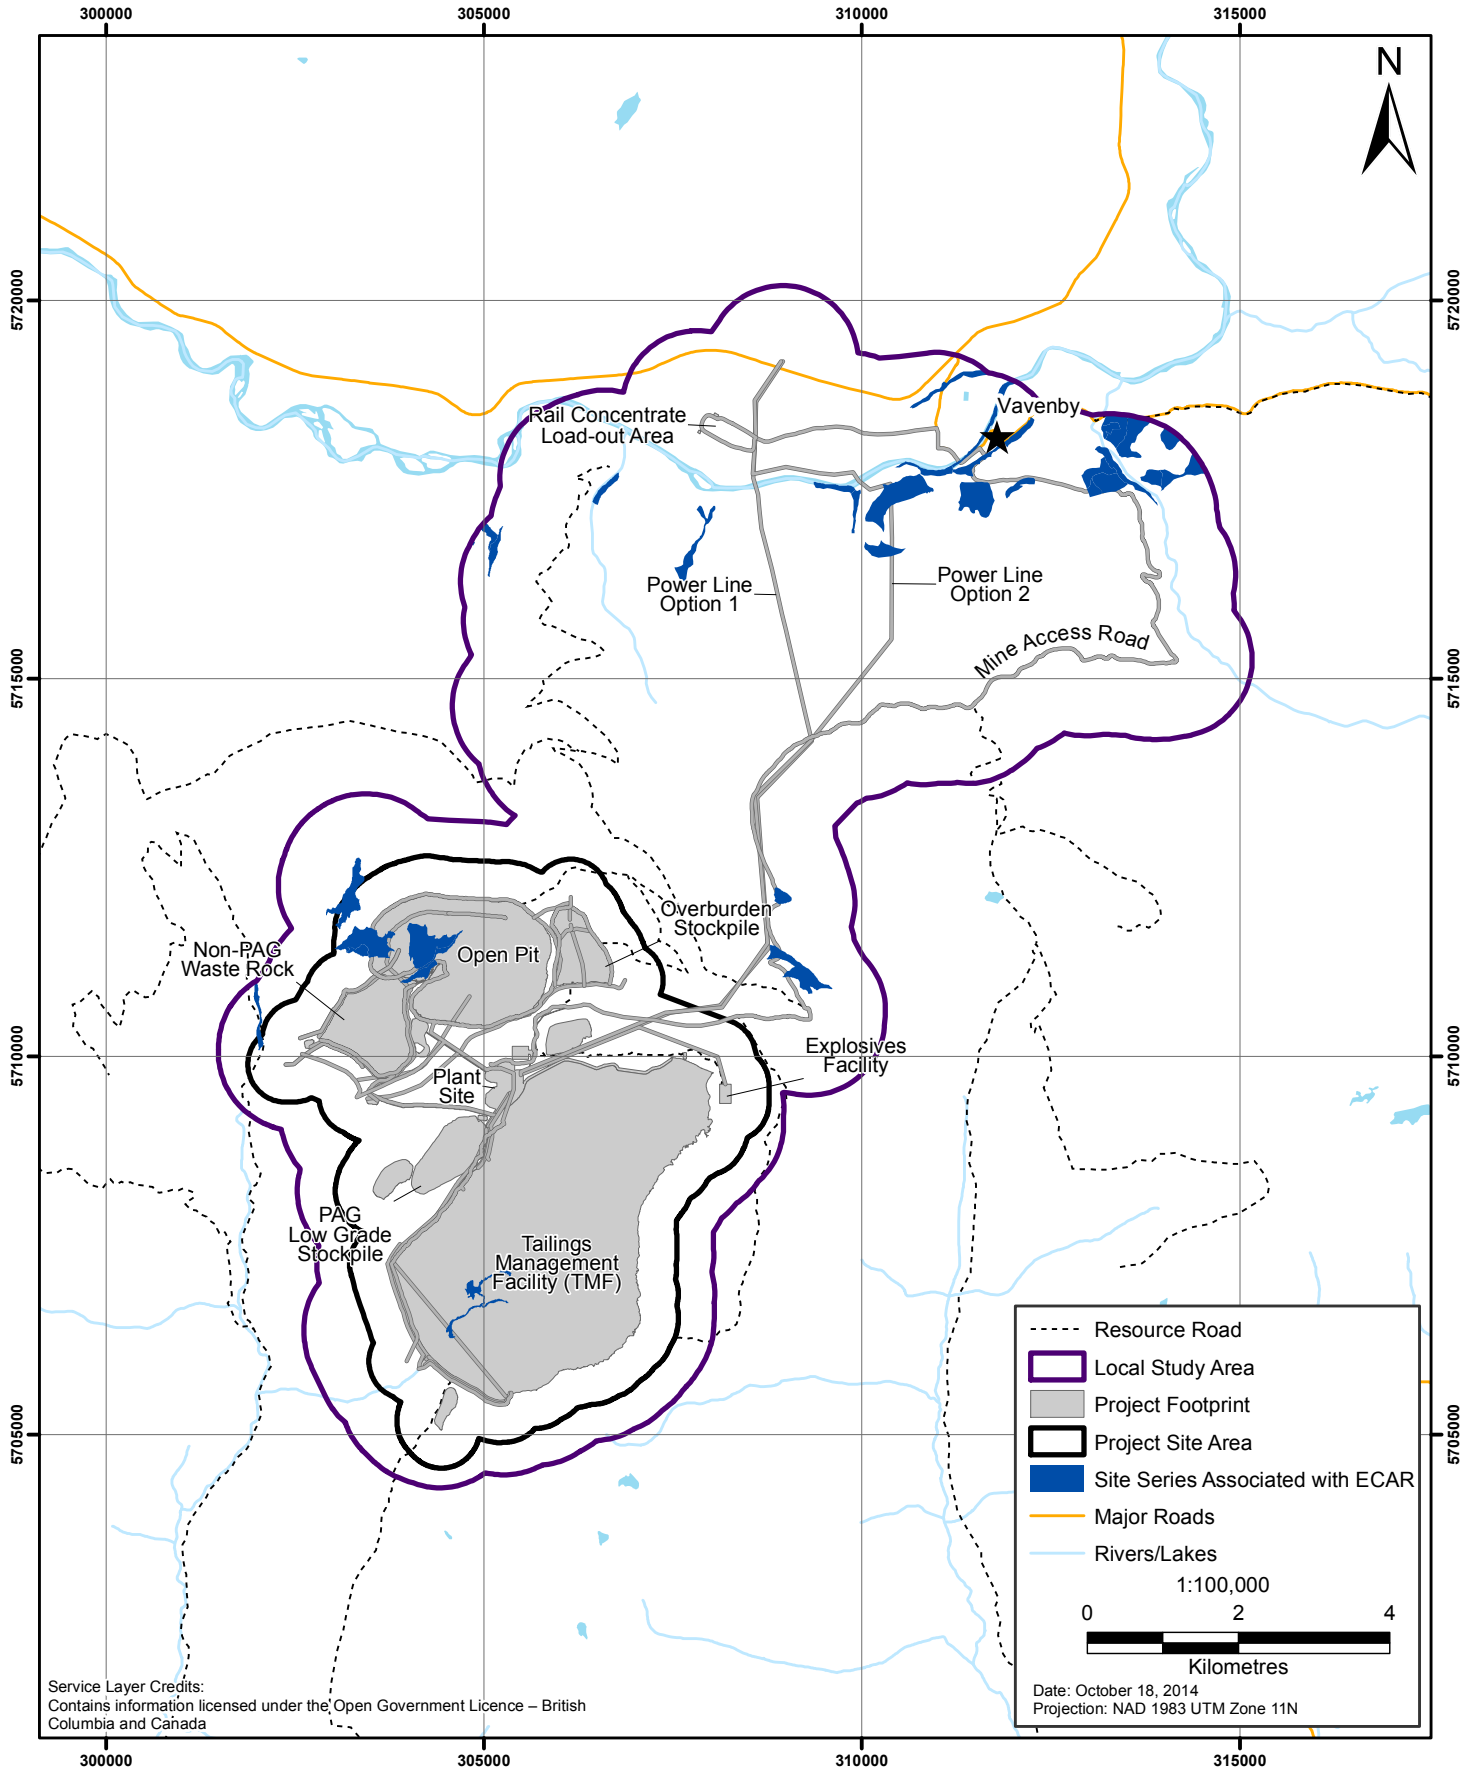 300000
305000
310000
315000
N
5720000
5720000
Vavenby
Rail Concentrate
Load-out Area
Power Line
Option 1
Power Line
Option 2
Mine Access Road
5715000
5715000
Overburden
Stockpile
Non-PAG
Waste Rock
Open Pit
5710000
5710000
Explosives
Facility
Plant
Site
PAG
Low Grade
Stockpile
Tailings
Management
Facility (TMF)
5705000
5705000
Resource Road
Local Study Area
Project Footprint
Project Site Area
Site Series Associated with ECAR
Major Roads
Rivers/Lakes
1:100,000
0 2 4
Kilometres
Date: October 18, 2014
Projection: NAD 1983 UTM Zone 11N
Service Layer Credits:
Contains information licensed under the Open Government Licence – British
Columbia and Canada
300000
305000
310000
315000